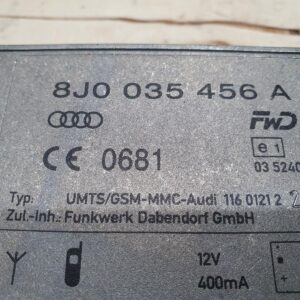 8J0 035 456 A
FWD
CE 0681
e1
03 5240
Typ: UMTS/GSM-MMC-Audi 116 0121 2 2
Zul.-Inh.: Funkwerk Dabendorf GmbH
12V
400mA